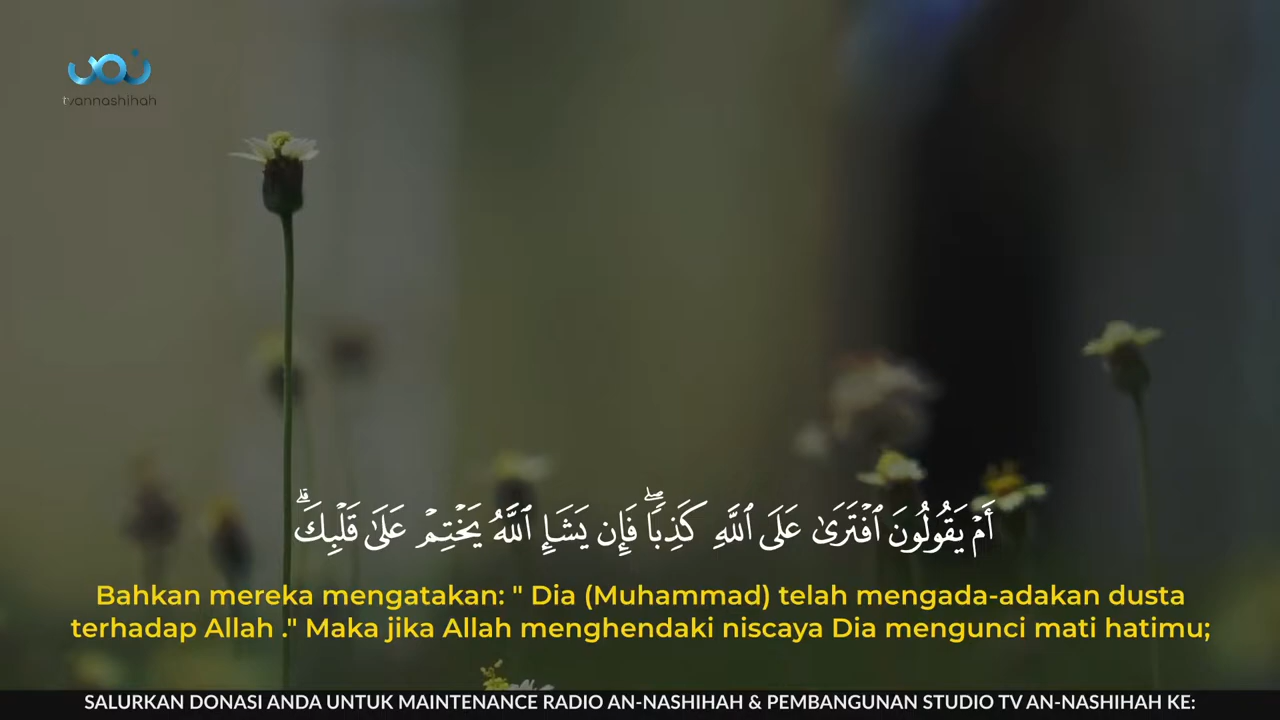 tvannashihah
أَمْ يَقُولُونَ ٱفْتَرَىٰ عَلَى ٱللَّهِ كَذِبًۭا ۖ فَإِن يَشَإِ ٱللَّهُ يَخْتِمْ عَلَىٰ قَلْبِكَ ۗ
Bahkan mereka mengatakan: " Dia (Muhammad) telah mengada-adakan dusta
terhadap Allah ." Maka jika Allah menghendaki niscaya Dia mengunci mati hatimu;
SALURKAN DONASI ANDA UNTUK MAINTENANCE RADIO AN-NASHIHAH & PEMBANGUNAN STUDIO TV AN-NASHIHAH KE: